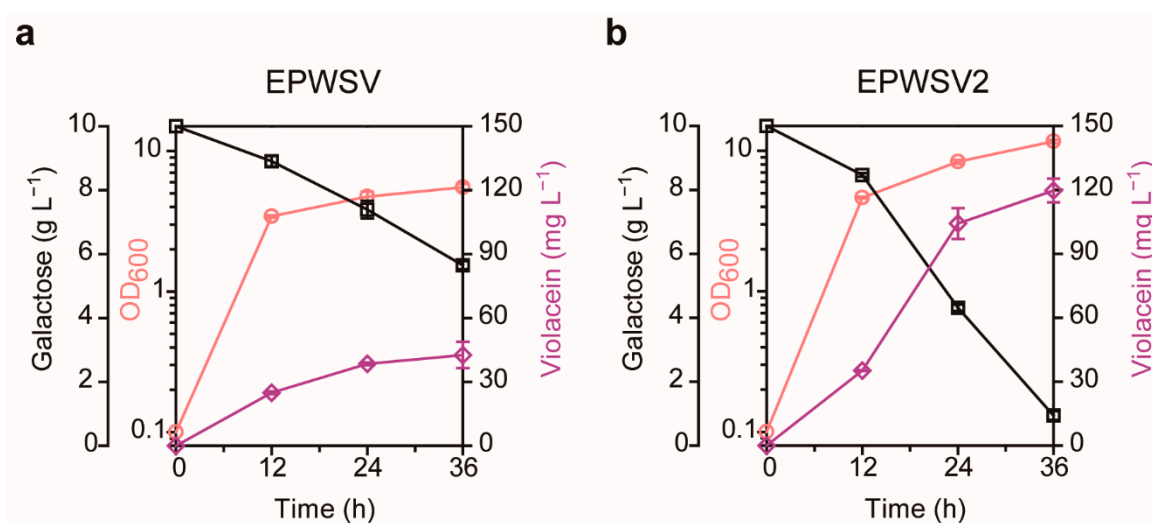 a
EPWSV
Galactose (g L⁻¹)
10
8
6
4
2
0
OD₆₀₀
10
1
0.1
150
120
90
60
30
0
Violacein (mg L⁻¹)
0 12 24 36
Time (h)
b
EPWSV2
Galactose (g L⁻¹)
10
8
6
4
2
0
OD₆₀₀
10
1
0.1
150
120
90
60
30
0
Violacein (mg L⁻¹)
0 12 24 36
Time (h)